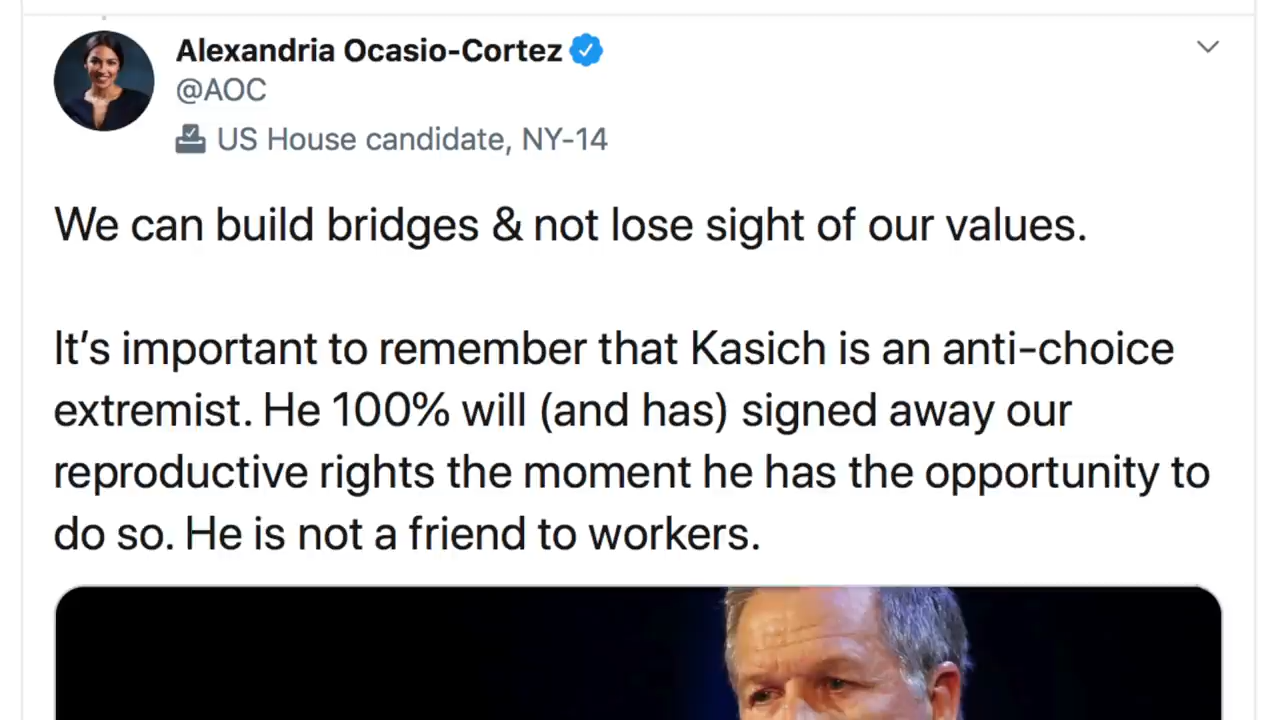 Alexandria Ocasio-Cortez
@AOC
US House candidate, NY-14
We can build bridges & not lose sight of our values.
It’s important to remember that Kasich is an anti-choice
extremist. He 100% will (and has) signed away our
reproductive rights the moment he has the opportunity to
do so. He is not a friend to workers.